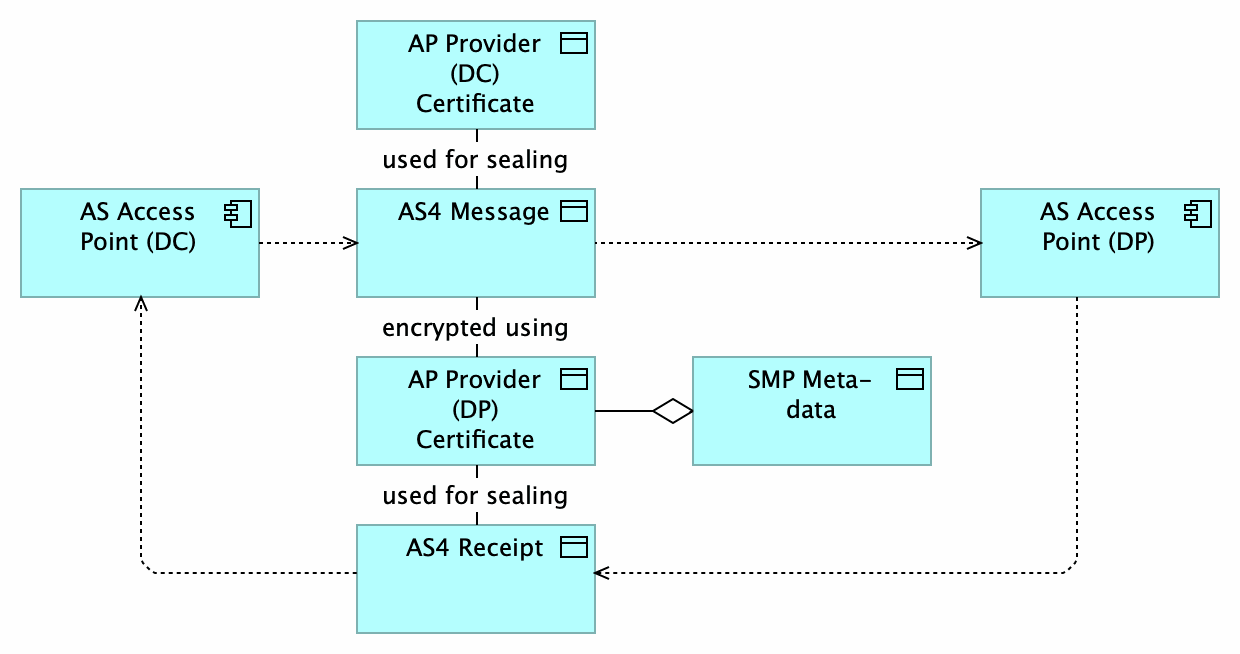 AP Provider
(DC)
Certificate
used for sealing
AS Access
Point (DC)
AS4 Message
AS Access
Point (DP)
encrypted using
AP Provider
(DP)
Certificate
SMP Meta-
data
used for sealing
AS4 Receipt